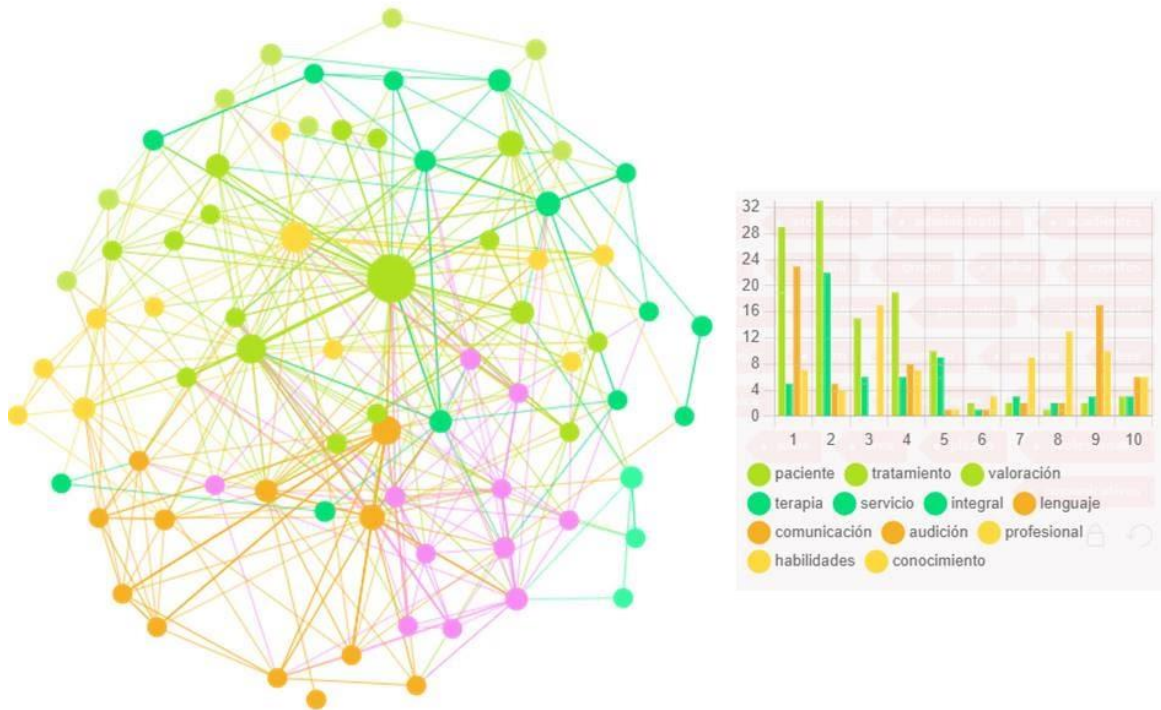 32
28
24
20
16
12
8
4
0
1 2 3 4 5 6 7 8 9 10
paciente tratamiento valoración
terapia servicio integral lenguaje
comunicación audición profesional
habilidades conocimiento